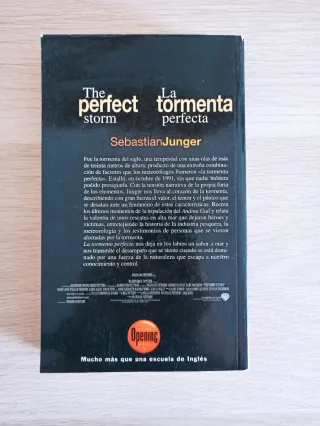 The perfect storm
La tormenta perfecta
SebastianJunger
Fue la tormenta del siglo, una tempestad con unas olas de más
de treinta metros de altura, producto de una extraña combina-
ción de factores que los meteorólogos llamaron «la tormenta
perfecta». Estalló, en octubre de 1991, sin que nadie hubiera
podido presagiarla. Con la tensión narrativa de la propia furia
de los elementos, Junger nos lleva al corazón de la tormenta,
describiendo con gran fuerza el valor, el temor y el pánico que
se desatan ante un fenómeno de estas características. Recrea
los últimos momentos de la tripulación del Andrea Gail y relata
la valentía de unos rescates en alta mar que dejaron héroes y
víctimas, entretejiendo la historia de la industria pesquera, la
meteorología y los testimonios de personas que se vieron
afectadas por la tormenta.
La tormenta perfecta nos deja en los labios un sabor a mar y
nos transmite el desamparo que se siente cuando se está domi-
nado por una fuerza de la naturaleza que escapa a nuestro
conocimiento y control.
Opening
Mucho más que una escuela de Inglés